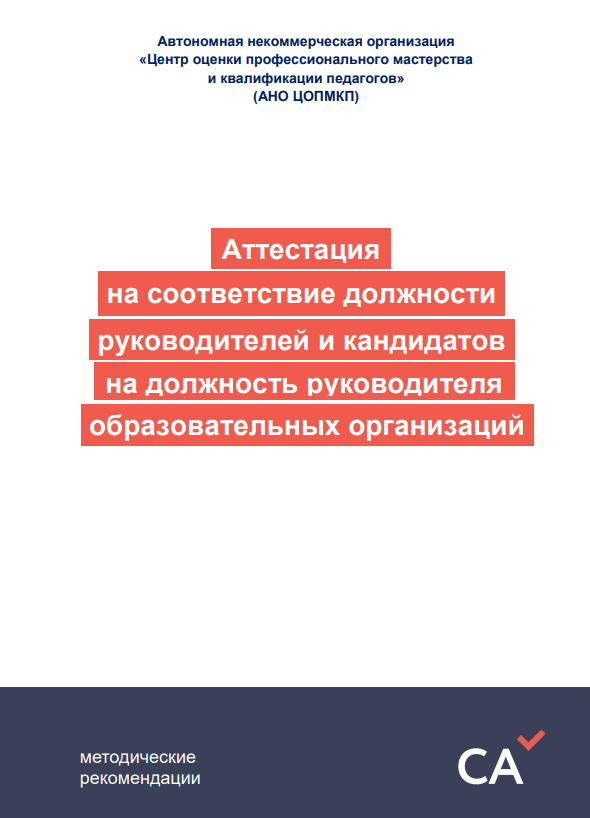 Автономная некоммерческая организация
«Центр оценки профессионального мастерства
и квалификации педагогов»
(АНО ЦОПМКП)
Аттестация
на соответствие должности
руководителей и кандидатов
на должность руководителя
образовательных организаций
методические
рекомендации
СА